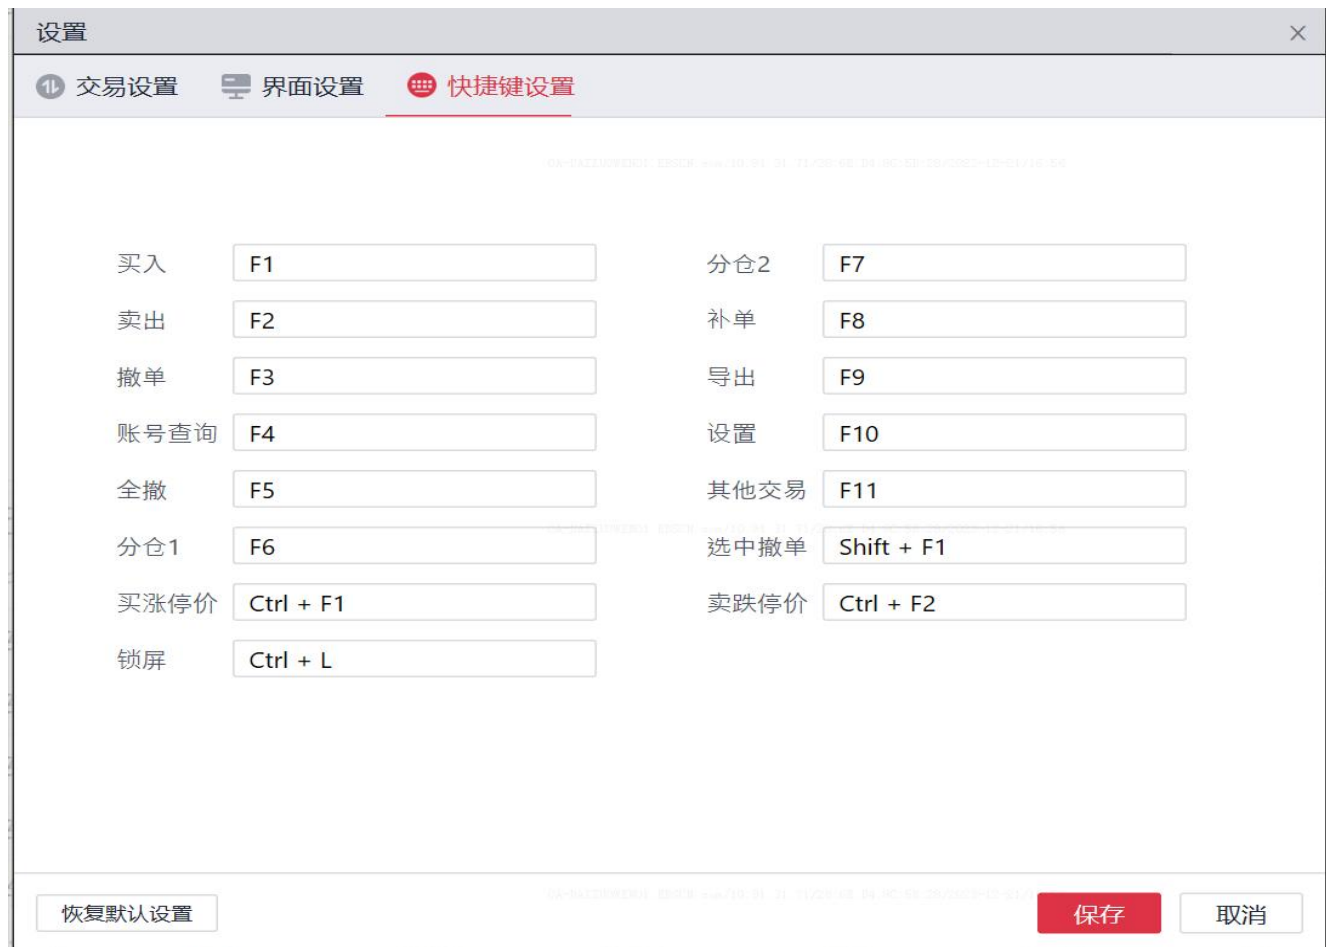 设置
交易设置 界面设置 快捷键设置
买入 F1 分仓2 F7
卖出 F2 补单 F8
撤单 F3 导出 F9
账号查询 F4 设置 F10
全撤 F5 其他交易 F11
分仓1 F6 选中撤单 Shift + F1
买涨停价 Ctrl + F1 卖跌停价 Ctrl + F2
锁屏 Ctrl + L
恢复默认设置 保存 取消